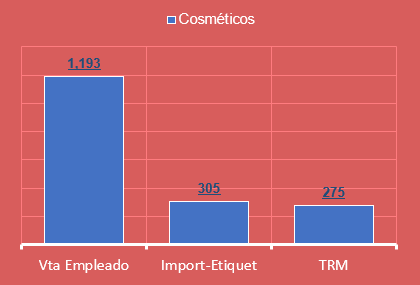 Cosméticos
1,193
305
275
Vta Empleado
Import-Etiquet
TRM